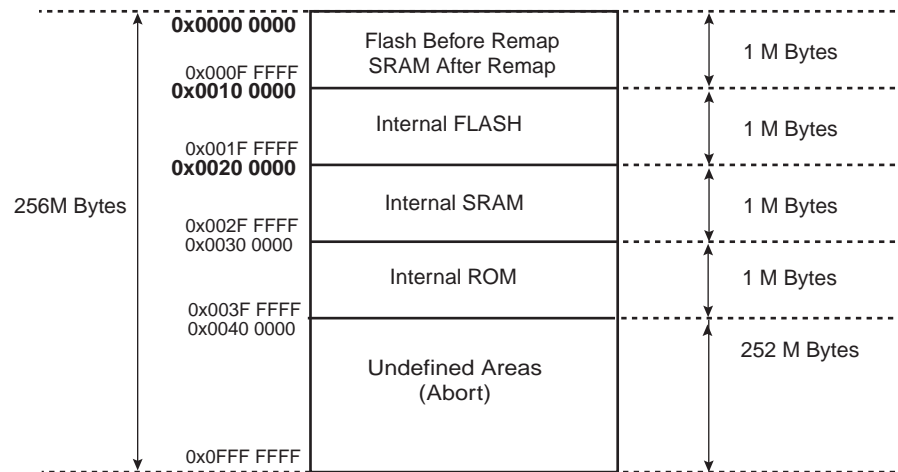 0x0000 0000
Flash Before Remap
SRAM After Remap
1 M Bytes
0x000F FFFF
0x0010 0000
Internal FLASH
1 M Bytes
0x001F FFFF
0x0020 0000
256M Bytes
Internal SRAM
1 M Bytes
0x002F FFFF
0x0030 0000
Internal ROM
1 M Bytes
0x003F FFFF
0x0040 0000
252 M Bytes
Undefined Areas
(Abort)
0x0FFF FFFF